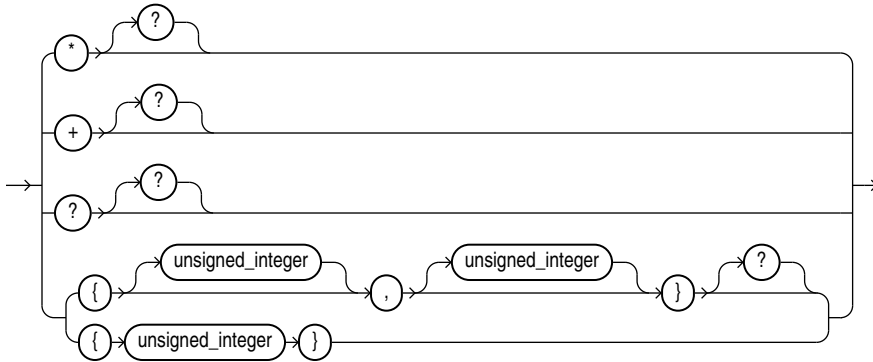 ?
*
?
+
?
?
unsigned_integer unsigned_integer ?
{ , }
{ unsigned_integer }